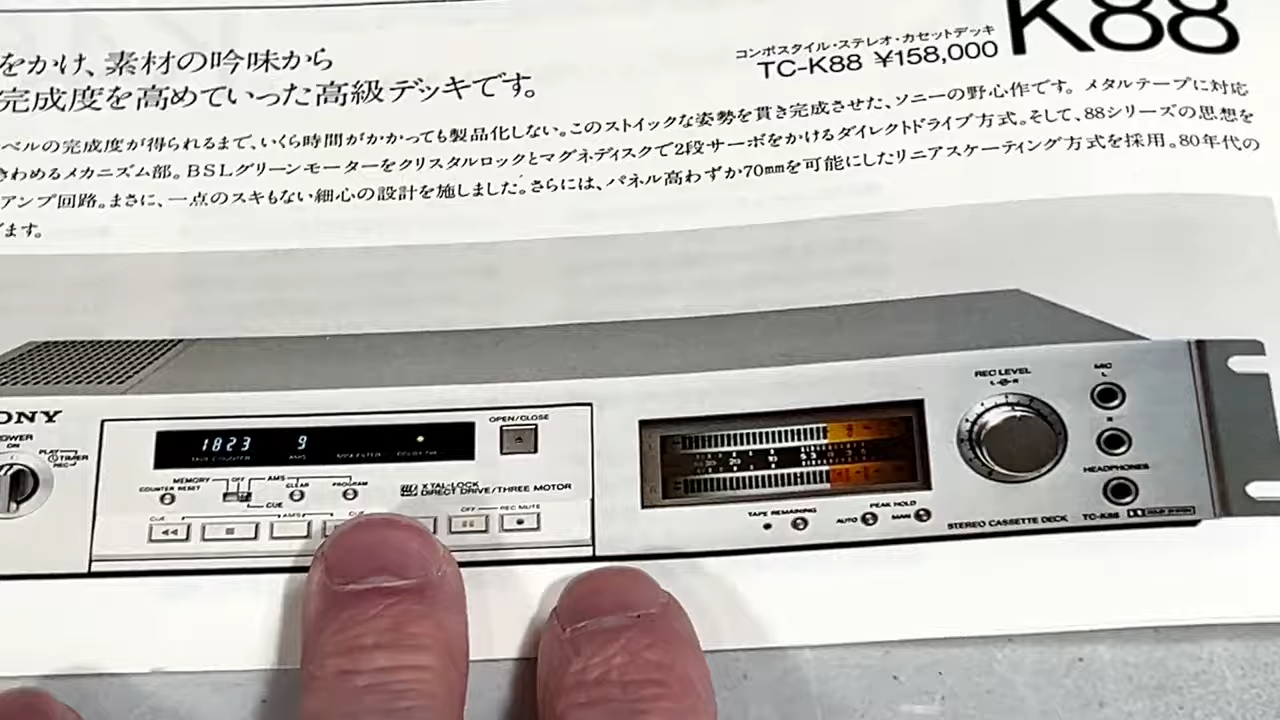 K88
をかけ、素材の吟味から
完成度を高めていった高級デッキです。
コンポスタイル・ステレオ・カセットデッキ
TC-K88 ¥158,000
ベルの完成度が得られるまで、いくら時間がかかっても製品化しない。このストイックな姿勢を貫き完成させた、ソニーの野心作です。メタルテープに対応
きわめるメカニズム部。BSLグリーンモーターをクリスタルロックとマグネディスクで2段サーボをかけるダイレクトドライブ方式。そして、88シリーズの思想を
アンプ回路。まさに、一点のスキもない細心の設計を施しました。さらには、パネル高わずか70mmを可能にしたリニアスケーティング方式を採用。80年代の
ます。
ONY
OWER
ON
PLAY
TIMER
REC
1823 9
TAPE COUNTER AMS
OPEN/CLOSE
MEMORY OFF AMS
COUNTER RESET CLEAR PROGRAM
CUE
X'TAL-LOCK
DIRECT DRIVE/THREE MOTOR
CUE AMS CUE OFF REC MUTE
TAPE REMAINING
PEAK HOLD
AUTO MAN
REC LEVEL
L R
MIC
L
R
HEADPHONES
STEREO CASSETTE DECK TC-K88